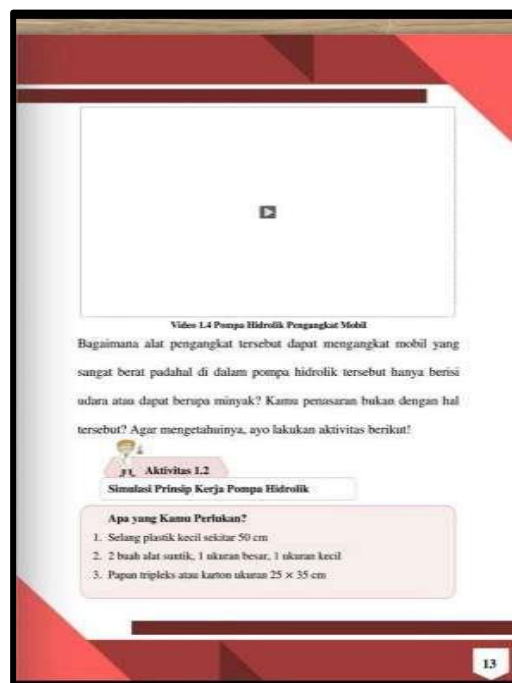 Video 1.4 Pompa Hidrolik Pengangkat Mobil
Bagaimana alat pengangkat tersebut dapat mengangkat mobil yang
sangat berat padahal di dalam pompa hidrolik tersebut hanya berisi
udara atau dapat berupa minyak? Kamu penasaran bukan dengan hal
tersebut? Agar mengetahuinya, ayo lakukan aktivitas berikut!
Aktivitas 1.2
Simulasi Prinsip Kerja Pompa Hidrolik
Apa yang Kamu Perlukan?
1. Selang plastik kecil sekitar 50 cm
2. 2 buah alat suntik, 1 ukuran besar, 1 ukuran kecil
3. Papan tripleks atau karton ukuran 25 × 35 cm
13